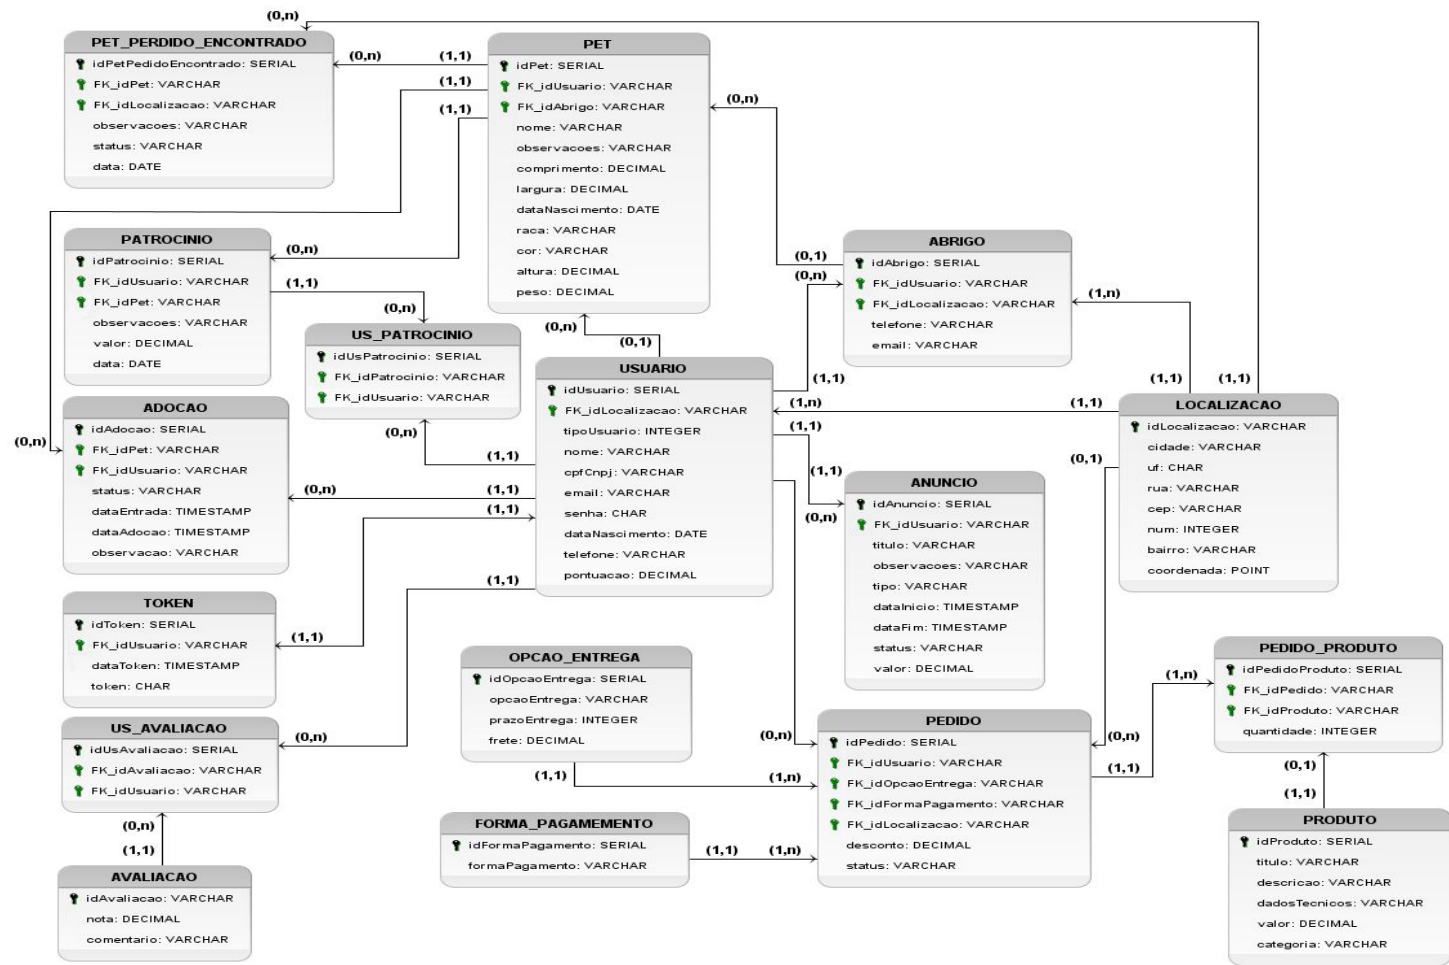 (0,n)
PET_PERDIDO_ENCONTRADO
idPetPedidoEncontrado: SERIAL
FK_idPet: VARCHAR
FK_idLocalizacao: VARCHAR
observacoes: VARCHAR
status: VARCHAR
data: DATE
(0,n)
(1,1)
(1,1)
(1,1)
PET
idPet: SERIAL
FK_idUsuario: VARCHAR
FK_idAbrigo: VARCHAR
nome: VARCHAR
observacoes: VARCHAR
comprimento: DECIMAL
largura: DECIMAL
dataNascimento: DATE
raca: VARCHAR
cor: VARCHAR
altura: DECIMAL
peso: DECIMAL
(0,n)
PATROCINIO
idPatrocinio: SERIAL
FK_idUsuario: VARCHAR
FK_idPet: VARCHAR
observacoes: VARCHAR
valor: DECIMAL
data: DATE
(0,n)
(1,1)
(0,n)
US_PATROCINIO
idUsPatrocinio: SERIAL
FK_idPatrocinio: VARCHAR
FK_idUsuario: VARCHAR
(0,n)
(1,1)
(0,n)
(0,1)
(0,1)
(0,n)
ABRIGO
idAbrigo: SERIAL
FK_idUsuario: VARCHAR
FK_idLocalizacao: VARCHAR
telefone: VARCHAR
email: VARCHAR
(1,n)
(1,1)
(1,1)
(1,1)
USUARIO
idUsuario: SERIAL
FK_idLocalizacao: VARCHAR
tipoUsuario: INTEGER
nome: VARCHAR
cpfCnpj: VARCHAR
email: VARCHAR
senha: CHAR
dataNascimento: DATE
telefone: VARCHAR
pontuacao: DECIMAL
(1,n)
(1,1)
(1,1)
(1,1)
(0,n)
LOCALIZACAO
idLocalizacao: VARCHAR
cidade: VARCHAR
uf: CHAR
rua: VARCHAR
cep: VARCHAR
num: INTEGER
bairro: VARCHAR
coordenada: POINT
(0,1)
ADOCAO
idAdocao: SERIAL
FK_idPet: VARCHAR
FK_idUsuario: VARCHAR
status: VARCHAR
dataEntrada: TIMESTAMP
dataAdocao: TIMESTAMP
observacao: VARCHAR
(0,n)
(0,n)
(1,1)
(1,1)
(1,1)
ANUNCIO
idAnuncio: SERIAL
FK_idUsuario: VARCHAR
titulo: VARCHAR
observacoes: VARCHAR
tipo: VARCHAR
dataInicio: TIMESTAMP
dataFim: TIMESTAMP
status: VARCHAR
valor: DECIMAL
TOKEN
idToken: SERIAL
FK_idUsuario: VARCHAR
dataToken: TIMESTAMP
token: CHAR
(1,1)
OPCAO_ENTREGA
idOpcaoEntrega: SERIAL
opcaoEntrega: VARCHAR
prazoEntrega: INTEGER
frete: DECIMAL
(1,1)
(1,n)
PEDIDO_PRODUTO
idPedidoProduto: SERIAL
FK_idPedido: VARCHAR
FK_idProduto: VARCHAR
quantidade: INTEGER
(1,n)
(0,1)
(1,1)
US_AVALIACAO
idUsAvaliacao: SERIAL
FK_idAvaliacao: VARCHAR
FK_idUsuario: VARCHAR
(0,n)
(0,n)
(1,1)
PEDIDO
idPedido: SERIAL
FK_idUsuario: VARCHAR
FK_idOpcaoEntrega: VARCHAR
FK_idFormaPagamento: VARCHAR
FK_idLocalizacao: VARCHAR
desconto: DECIMAL
status: VARCHAR
(0,n)
(0,n)
(1,1)
FORMA_PAGAMEMENTO
idFormaPagamento: SERIAL
formaPagamento: VARCHAR
(1,1)
(1,n)
PRODUTO
idProduto: SERIAL
titulo: VARCHAR
descricao: VARCHAR
dadosTecnicos: VARCHAR
valor: DECIMAL
categoria: VARCHAR
AVALIACAO
idAvaliacao: VARCHAR
nota: DECIMAL
comentario: VARCHAR